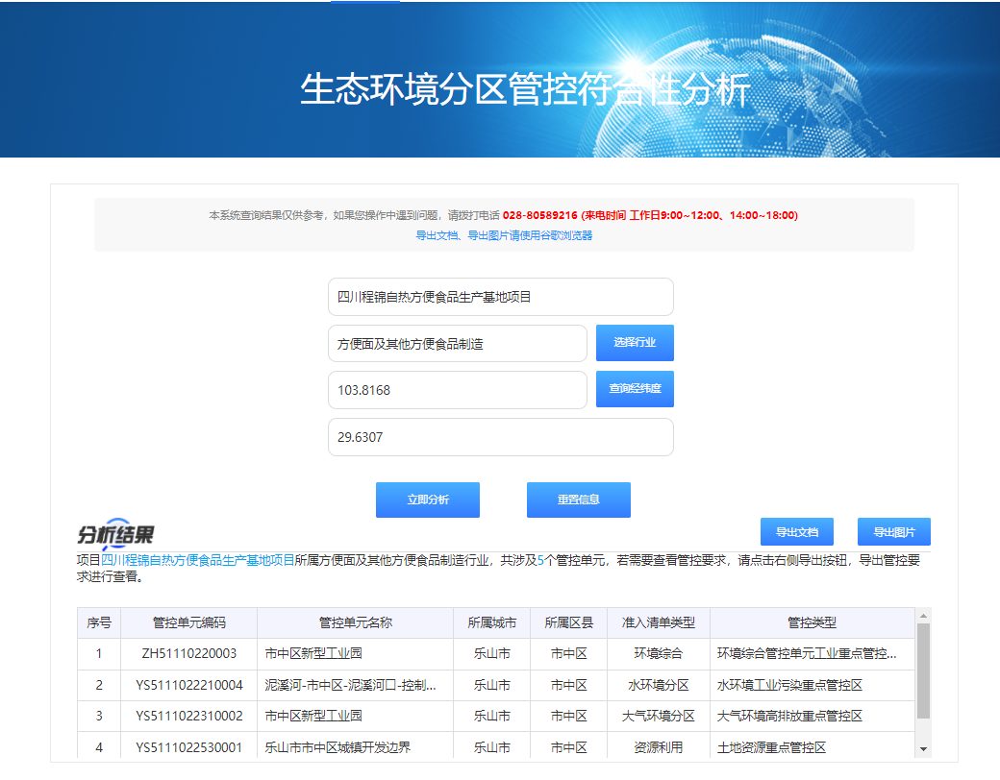 生态环境分区管控符合性分析
本系统查询结果仅供参考，如果您操作中遇到问题，请拨打电话 028-80589216 (来电时间 工作日9:00~12:00、14:00~18:00)
导出文档、导出图片请使用谷歌浏览器
四川程锦自热方便食品生产基地项目
方便面及其他方便食品制造 选择行业
103.8168 查询经纬度
29.6307
立即分析 重置信息
分析结果 导出文档 导出图片
项目四川程锦自热方便食品生产基地项目所属方便面及其他方便食品制造行业，共涉及5个管控单元，若需要查看管控要求，请点击右侧导出按钮，导出管控要
求进行查看。
序号 管控单元编码 管控单元名称 所属城市 所属区县 准入清单类型 管控类型
1 ZH51110220003 市中区新型工业园 乐山市 市中区 环境综合 环境综合管控单元工业重点管控...
2 YS5111022210004 泥溪河-市中区-泥溪河口-控制... 乐山市 市中区 水环境分区 水环境工业污染重点管控区
3 YS5111022310002 市中区新型工业园 乐山市 市中区 大气环境分区 大气环境高排放重点管控区
4 YS5111022530001 乐山市市中区城镇开发边界 乐山市 市中区 资源利用 土地资源重点管控区